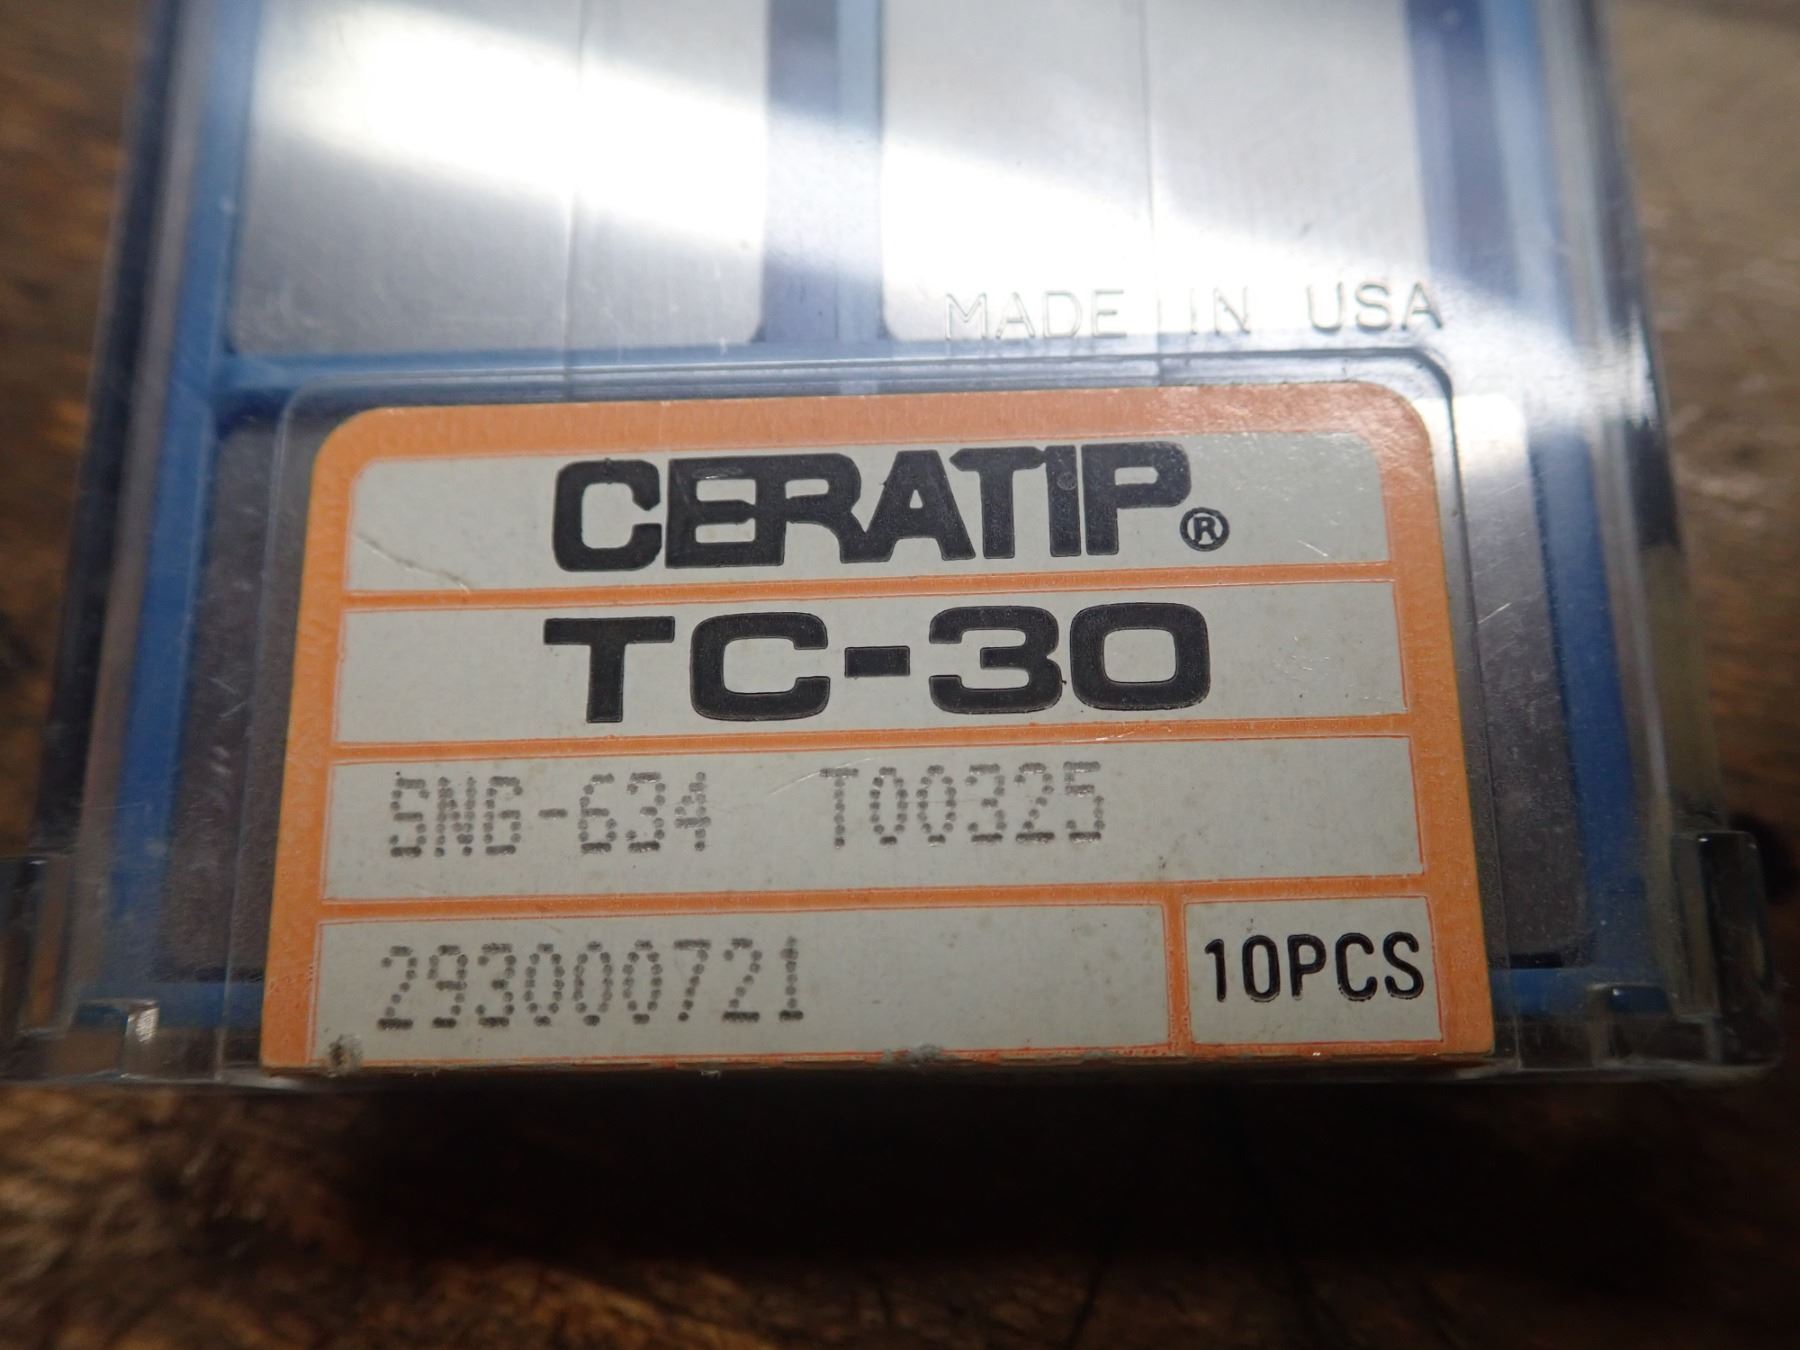 MADE IN USA
CERATIP®
TC-30
SNG-634 T00325
293000721
10PCS